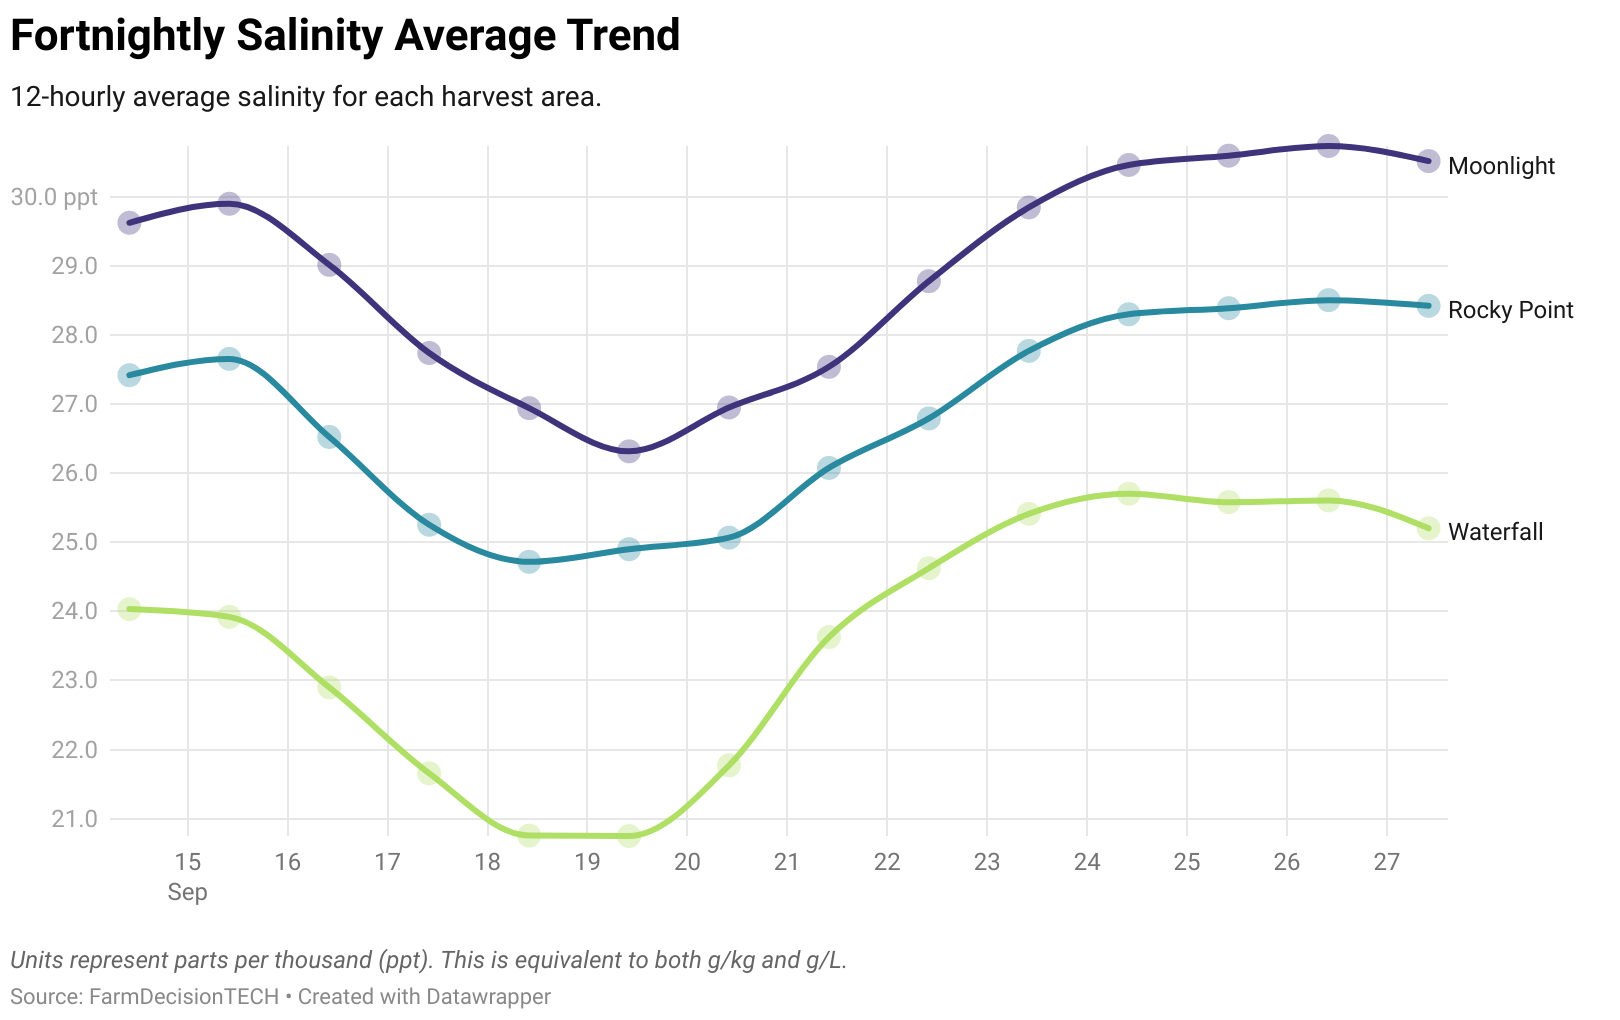 Fortnightly Salinity Average Trend
12-hourly average salinity for each harvest area.
30.0 ppt
29.0
28.0
27.0
26.0
25.0
24.0
23.0
22.0
21.0
Moonlight
Rocky Point
Waterfall
15 16 17 18 19 20 21 22 23 24 25 26 27
Sep
Units represent parts per thousand (ppt). This is equivalent to both g/kg and g/L.
Source: FarmDecisionTECH • Created with Datawrapper